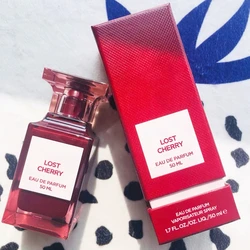 LOST
CHERRY
EAU DE PARFUM
50 ML
LOST
CHERRY
EAU DE PARFUM
50 ML
EAU DE PARFUM
VAPORISATEUR SPRAY
1.7 FL.OZ./OZ. LIQ./50 ml ℮